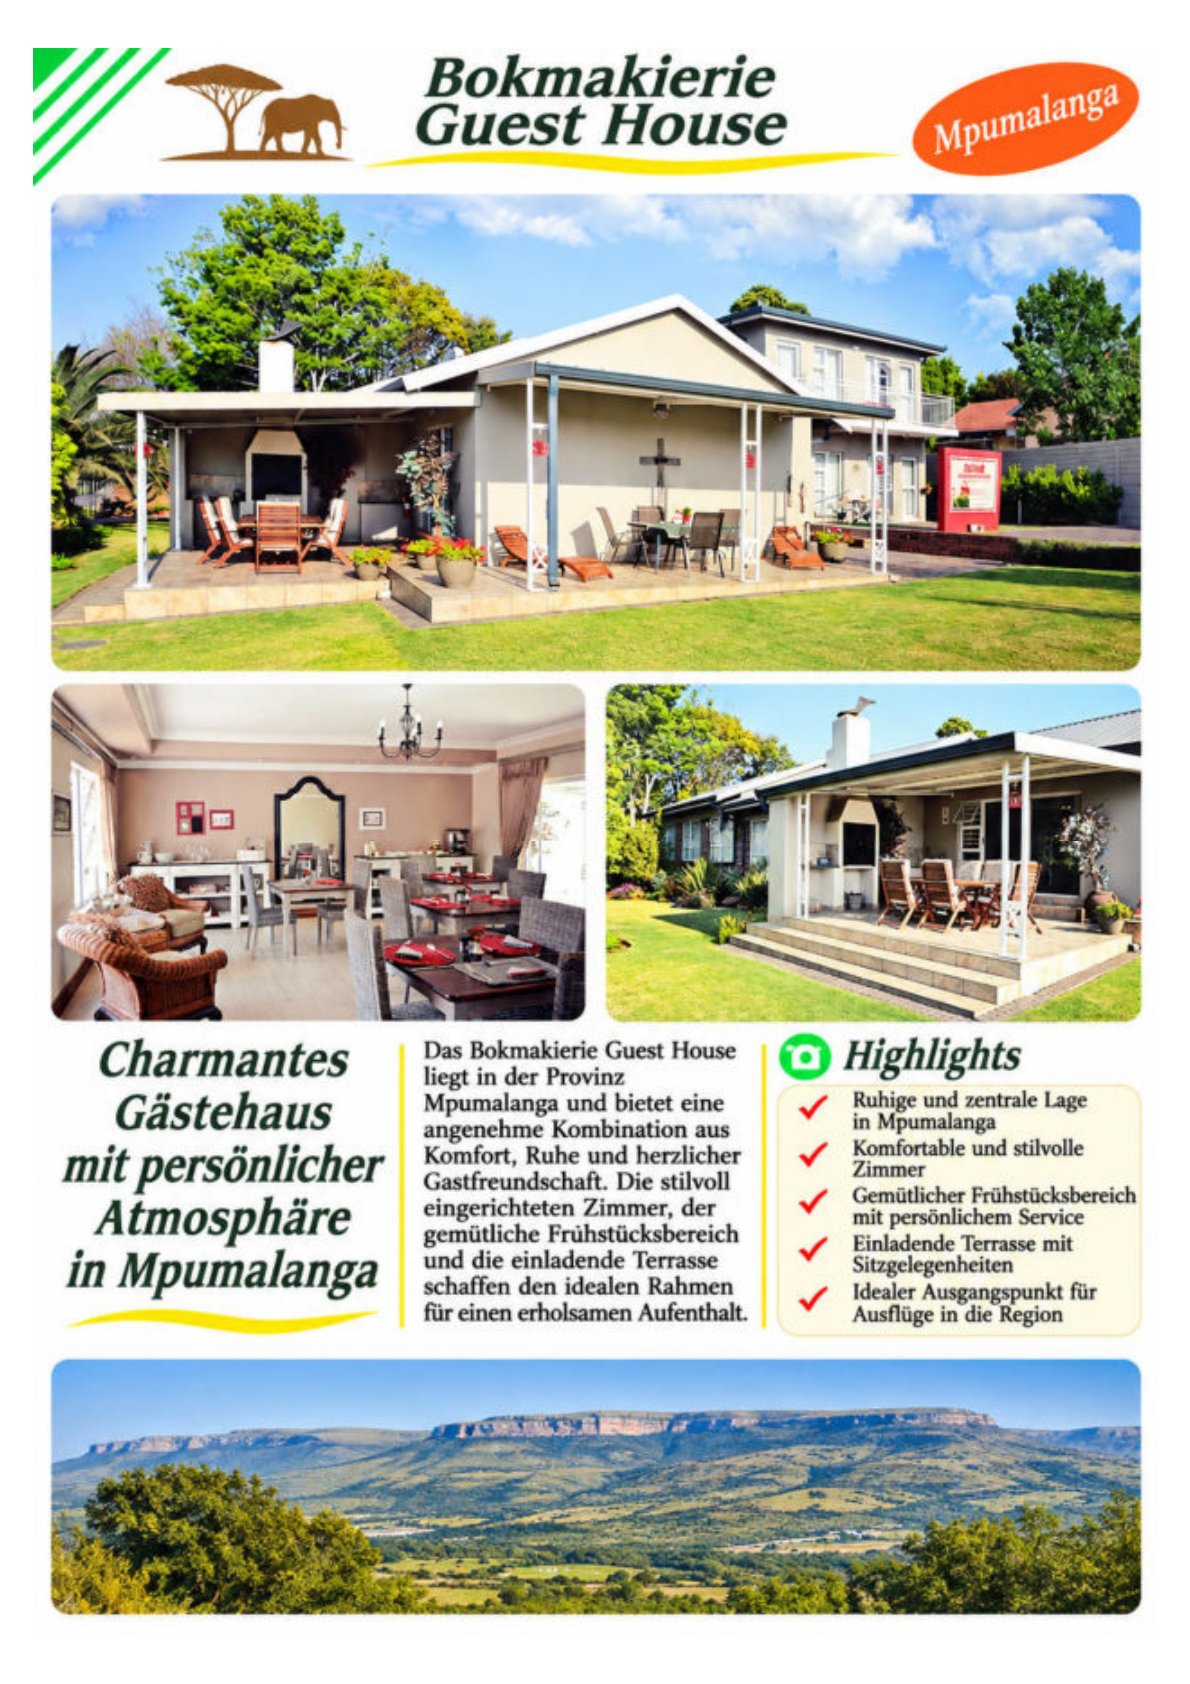 Bokmakierie
Guest House
Mpumalanga
Charmantes
Gästehaus
mit persönlicher
Atmosphäre
in Mpumalanga
Das Bokmakierie Guest House
liegt in der Provinz
Mpumalanga und bietet eine
angenehme Kombination aus
Komfort, Ruhe und herzlicher
Gastfreundschaft. Die stilvoll
eingerichteten Zimmer, der
gemütliche Frühstücksbereich
und die einladende Terrasse
schaffen den idealen Rahmen
für einen erholsamen Aufenthalt.
Highlights
Ruhige und zentrale Lage
in Mpumalanga
Komfortable und stilvolle
Zimmer
Gemütlicher Frühstücksbereich
mit persönlichem Service
Einladende Terrasse mit
Sitzgelegenheiten
Idealer Ausgangspunkt für
Ausflüge in die Region